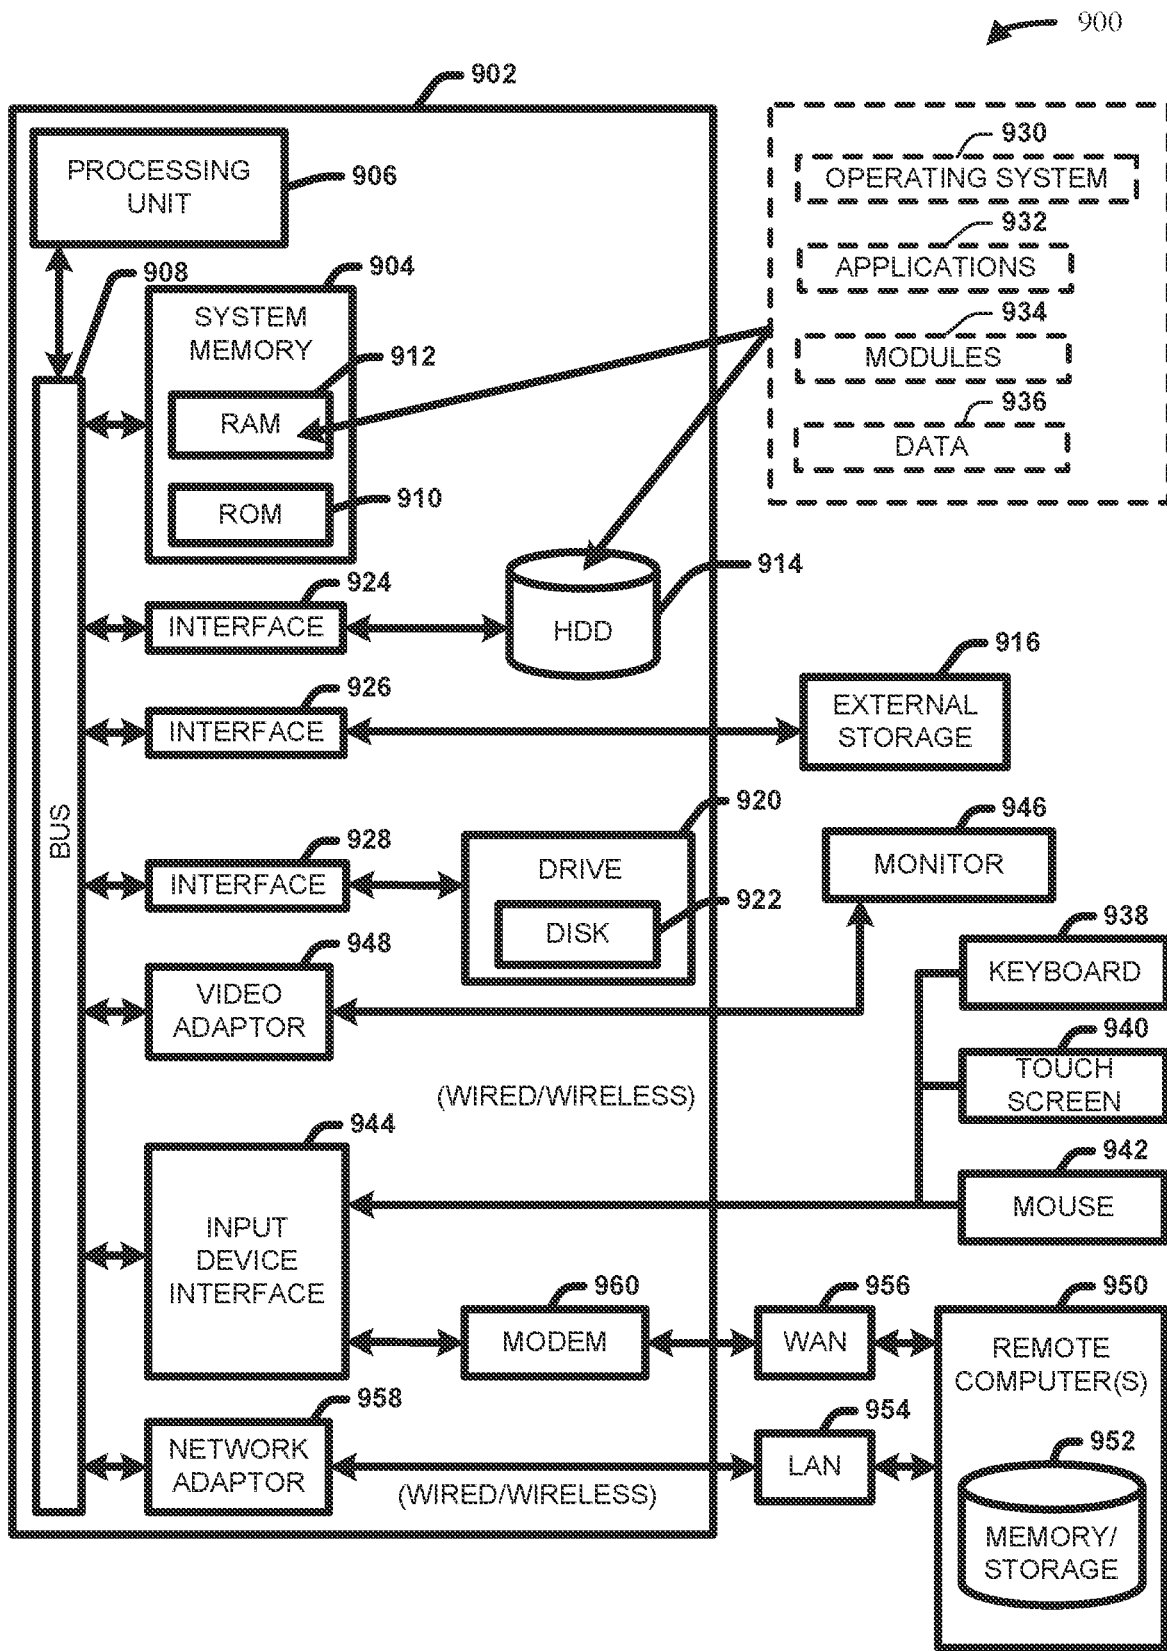 900
902
PROCESSING
UNIT
906
930
OPERATING SYSTEM
932
APPLICATIONS
934
MODULES
936
DATA
908
904
SYSTEM
MEMORY
912
RAM
910
ROM
924
INTERFACE
914
HDD
926
INTERFACE
916
EXTERNAL
STORAGE
BUS
928
INTERFACE
920
DRIVE
922
DISK
946
MONITOR
948
VIDEO
ADAPTOR
938
KEYBOARD
940
TOUCH
SCREEN
942
MOUSE
(WIRED/WIRELESS)
944
INPUT
DEVICE
INTERFACE
960
MODEM
956
WAN
950
REMOTE
COMPUTER(S)
958
NETWORK
ADAPTOR
(WIRED/WIRELESS)
954
LAN
952
MEMORY/
STORAGE